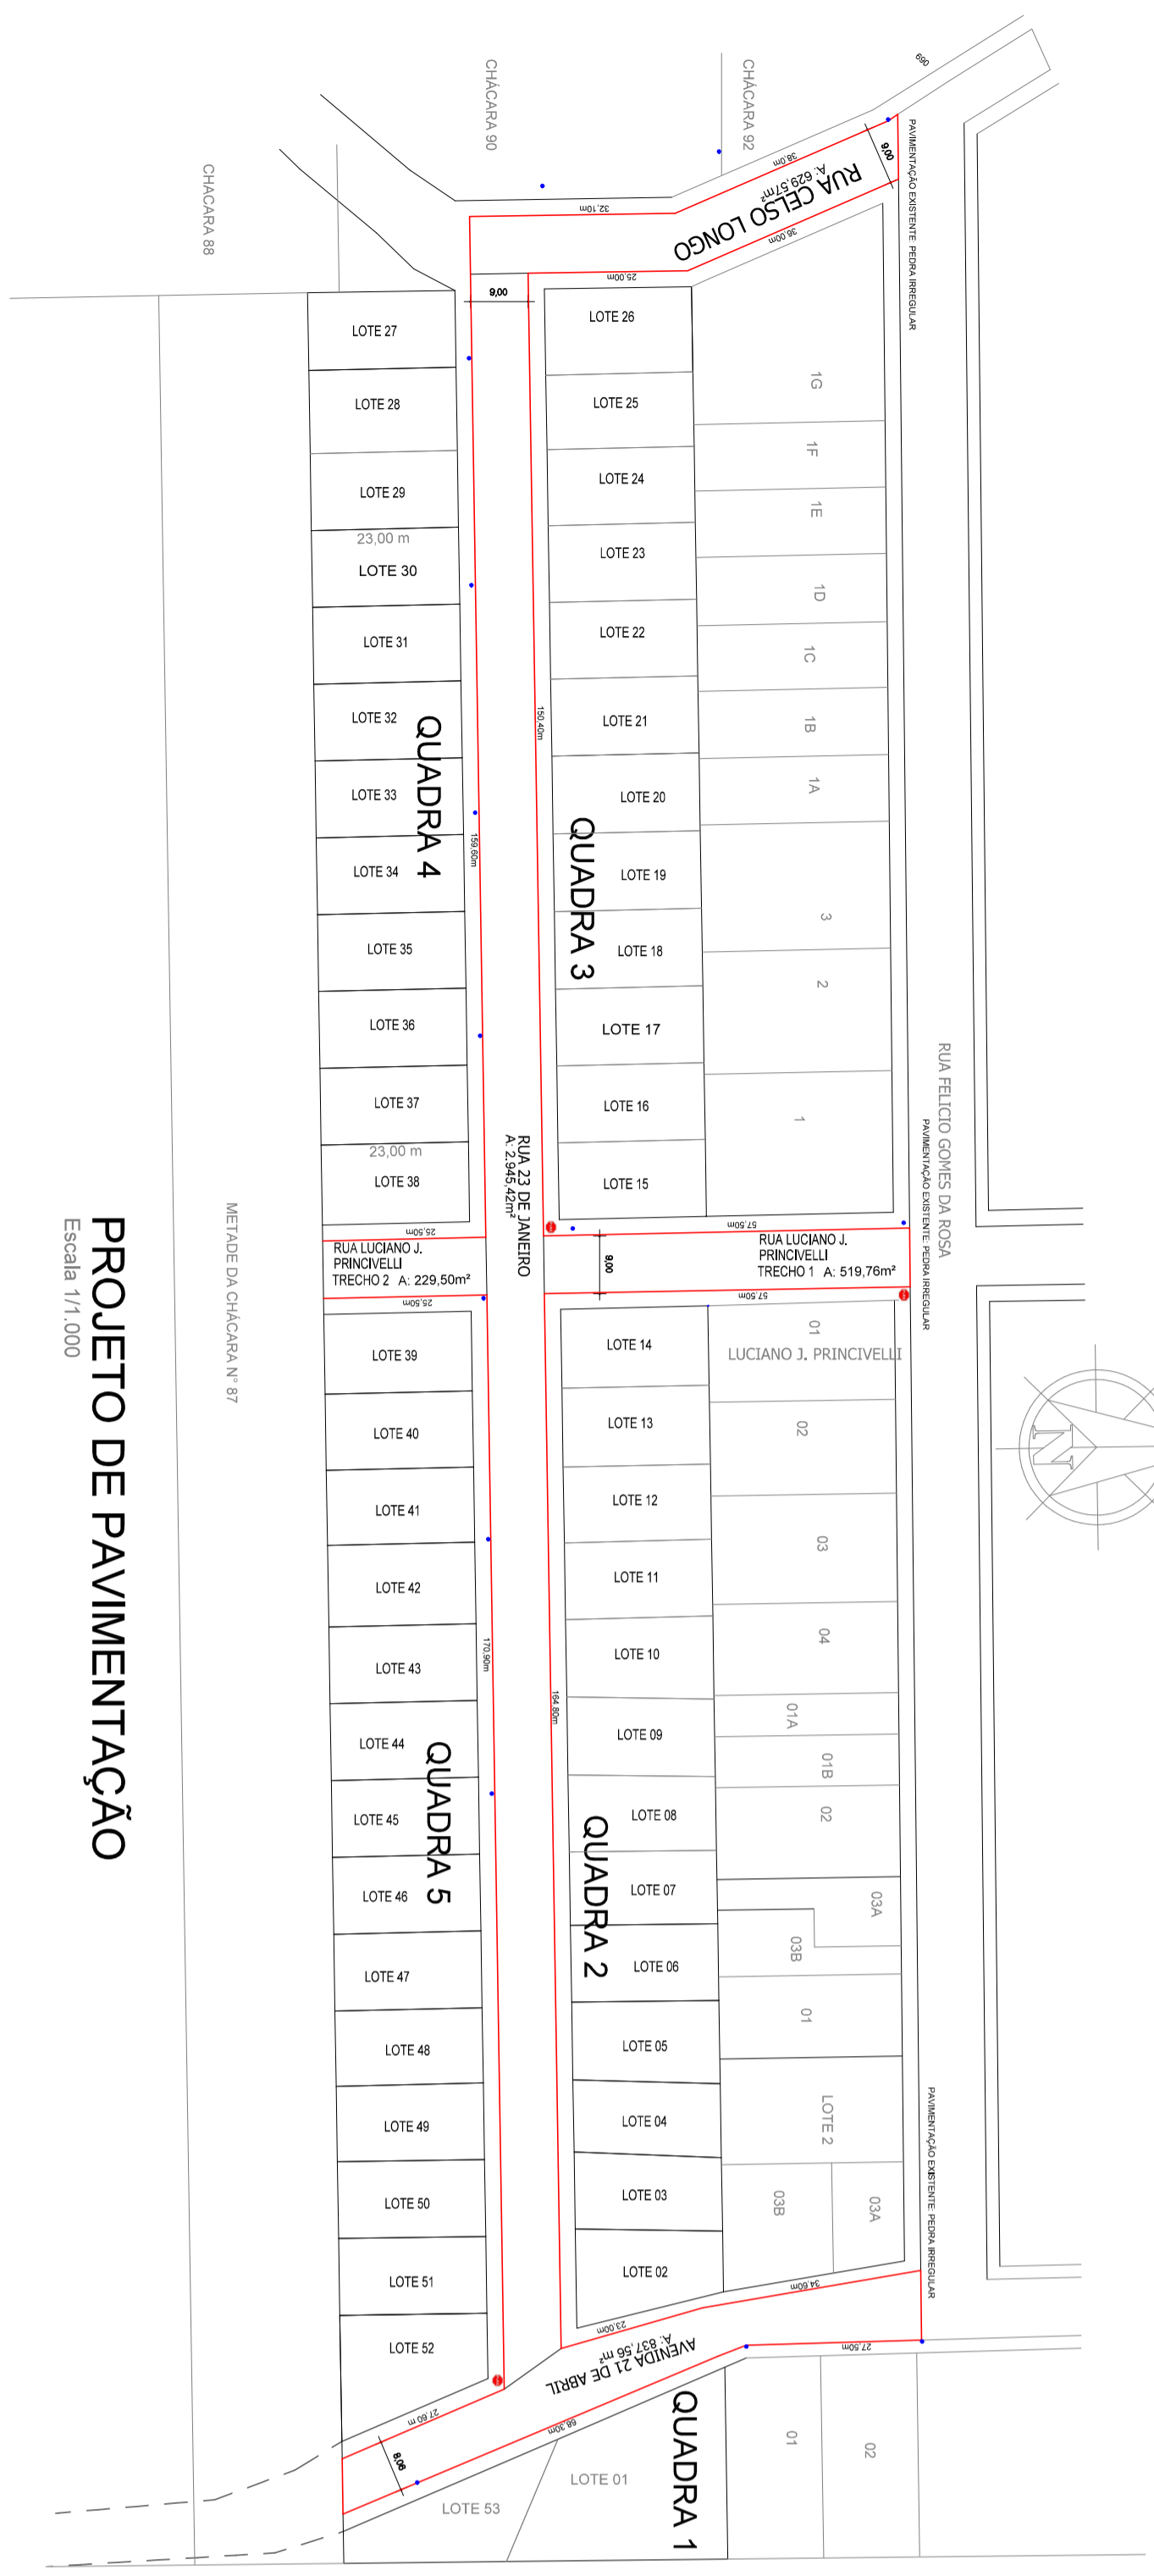 069
CHÁCARA 90
CHÁCARA 92
CHACARA 88
9,00
38,0m
RUA CELSO LONGO
A: 629,57m²
36,00m
32,10m
25,00m
9,00
PAVIMENTAÇÃO EXISTENTE: PEDRA IRREGULAR
LOTE 27
LOTE 28
LOTE 29
23,00 m
LOTE 30
LOTE 31
LOTE 32
LOTE 33
LOTE 34
LOTE 35
LOTE 36
LOTE 37
23,00 m
LOTE 38
QUADRA 4
LOTE 26
LOTE 25
LOTE 24
LOTE 23
LOTE 22
LOTE 21
LOTE 20
LOTE 19
LOTE 18
LOTE 17
LOTE 16
LOTE 15
QUADRA 3
1G
1F
1E
1D
1C
1B
1A
3
2
1
150,40m
159,60m
RUA 23 DE JANEIRO
A: 2.945,42m²
RUA FELICIO GOMES DA ROSA
PAVIMENTAÇÃO EXISTENTE: PEDRA IRREGULAR
25,50m
RUA LUCIANO J.
PRINCIVELLI
TRECHO 2 A: 229,50m²
25,50m
57,50m
9,00
RUA LUCIANO J.
PRINCIVELLI
TRECHO 1 A: 519,76m²
57,50m
METADE DA CHÁCARA N° 87
PROJETO DE PAVIMENTAÇÃO
Escala 1/1.000
N
LOTE 39
LOTE 40
LOTE 41
LOTE 42
LOTE 43
LOTE 44
LOTE 45
LOTE 46
LOTE 47
LOTE 48
LOTE 49
LOTE 50
LOTE 51
LOTE 52
QUADRA 5
170,90m
164,80m
LOTE 14
LOTE 13
LOTE 12
LOTE 11
LOTE 10
LOTE 09
LOTE 08
LOTE 07
LOTE 06
LOTE 05
LOTE 04
LOTE 03
LOTE 02
QUADRA 2
01
LUCIANO J. PRINCIVELLI
02
03
04
01A
01B
02
03A
03B
01
LOTE 2
03B
03A
PAVIMENTAÇÃO EXISTENTE: PEDRA IRREGULAR
34,60m
23,00m
27,50m
AVENIDA 21 DE ABRIL
A: 837,56 m²
27,60 m
68,30m
8,06
QUADRA 1
01
02
LOTE 01
LOTE 53